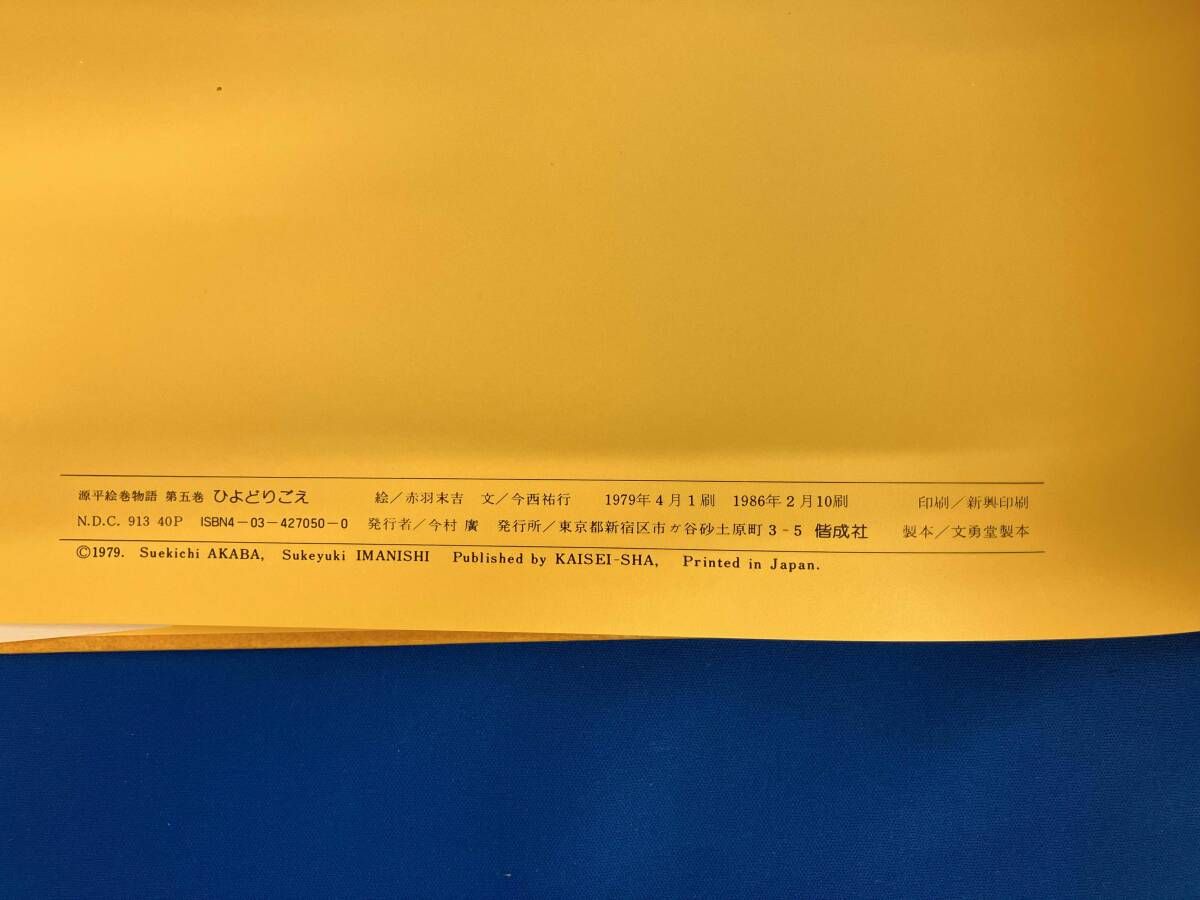 源平絵巻物語 第五巻 ひよどりごえ 絵/赤羽末吉 文/今西祐行 1979年4月1刷 1986年2月10刷 印刷/新興印刷
N.D.C. 913 40P ISBN4-03-427050-0 発行者/今村 廣 発行所/東京都新宿区市ガ谷砂土原町3-5 偕成社 製本/文勇堂製本
©1979. Suekichi AKABA, Sukeyuki IMANISHI Published by KAISEI-SHA, Printed in Japan.